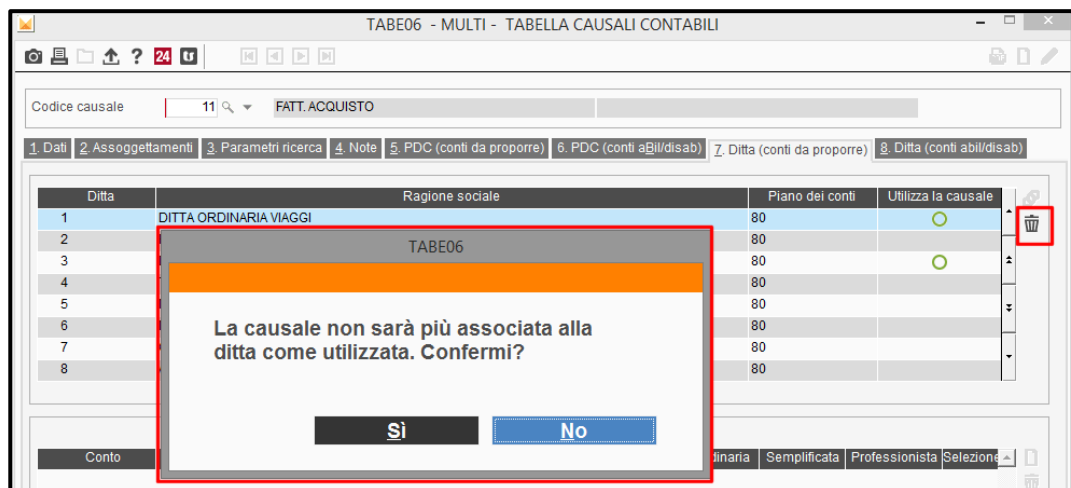 TABE06 - MULTI - TABELLA CAUSALI CONTABILI
? 24
Codice causale 11 FATT. ACQUISTO
1. Dati 2. Assoggettamenti 3. Parametri ricerca 4. Note 5. PDC (conti da proporre) 6. PDC (conti aBil/disab) 7. Ditta (conti da proporre) 8. Ditta (conti abil/disab)
Ditta Ragione sociale Piano dei conti Utilizza la causale
1 DITTA ORDINARIA VIAGGI 80
2 80
3 80
4 80
5 80
6 80
7 80
8 80
TABE06
La causale non sarà più associata alla
ditta come utilizzata. Confermi?
Sì No
Conto dinaria Semplificata Professionista Selezione